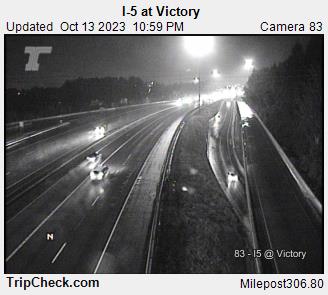 I-5 at Victory
Updated  Oct 13 2023  10:59 PM
Camera 83
T
N
83 - I5 @ Victory
TripCheck.com
Milepost306.80